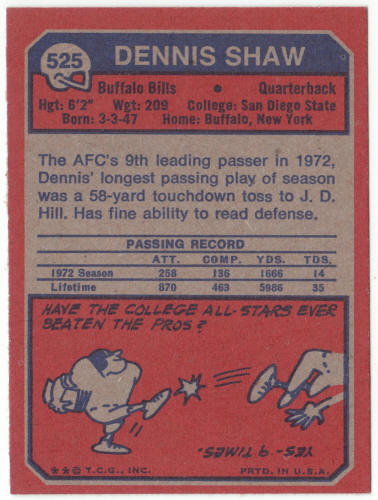 525
DENNIS SHAW
Buffalo Bills • Quarterback
Hgt: 6'2" Wgt: 209 College: San Diego State
Born: 3-3-47 Home: Buffalo, New York
The AFC's 9th leading passer in 1972,
Dennis' longest passing play of season
was a 58-yard touchdown toss to J. D.
Hill. Has fine ability to read defense.
PASSING RECORD
ATT. COMP. YDS. TDS.
1972 Season 258 136 1666 14
Lifetime 870 463 5986 35
HAVE THE COLLEGE ALL-STARS EVER
BEATEN THE PROS?
YES- 9 TIMES.
**© T.C.G., INC. PRTD. IN U.S.A.